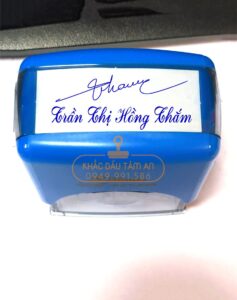 Trần Thị Hồng Thắm
KHẮC DẤU TÂM AN
0949.991.586